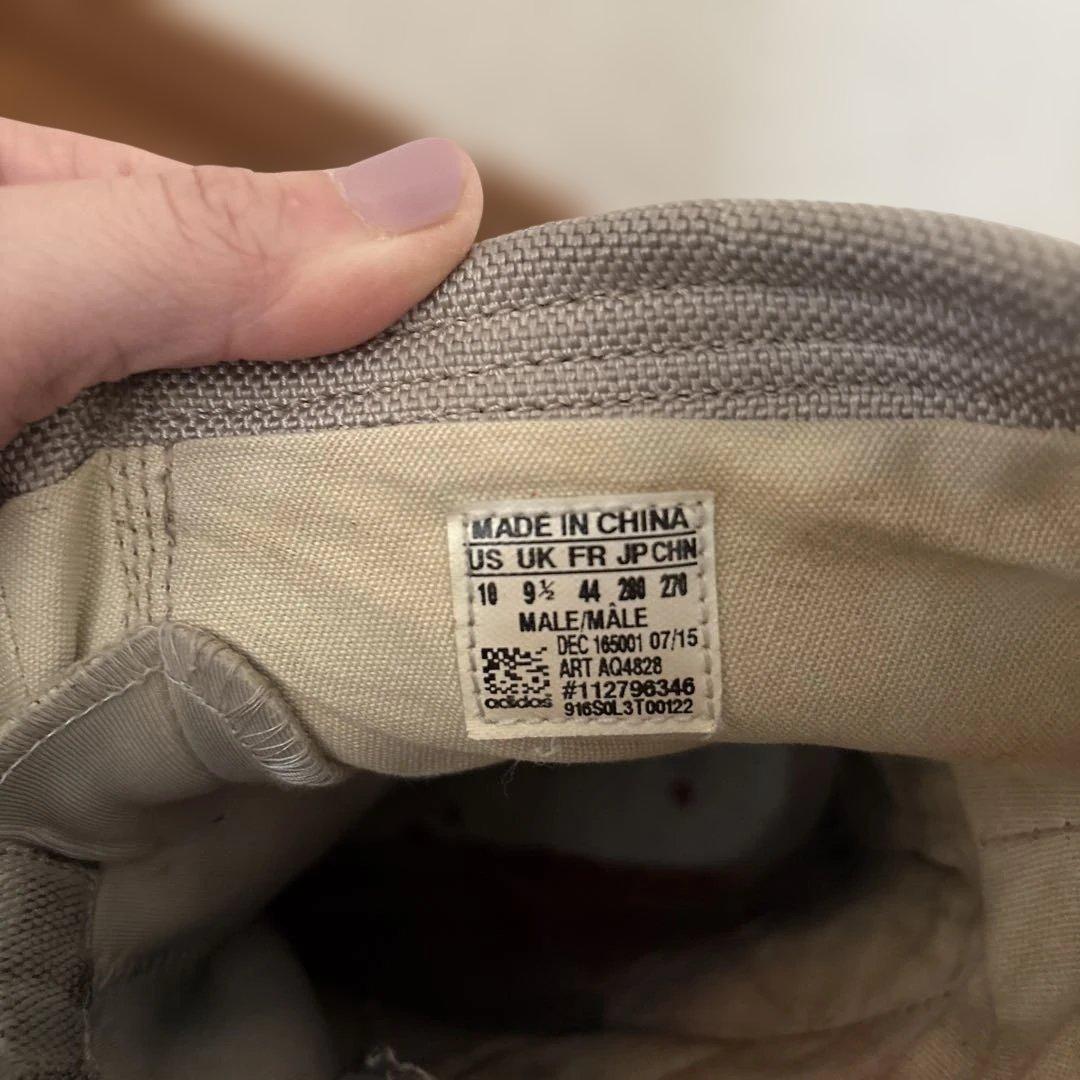 MADE IN CHINA
US UK FR JP CHN
10 9½ 44 280 270
MALE/MÂLE
DEC 165001 07/15
ART AQ4828
#112796346
916S0L3T00122
adidas